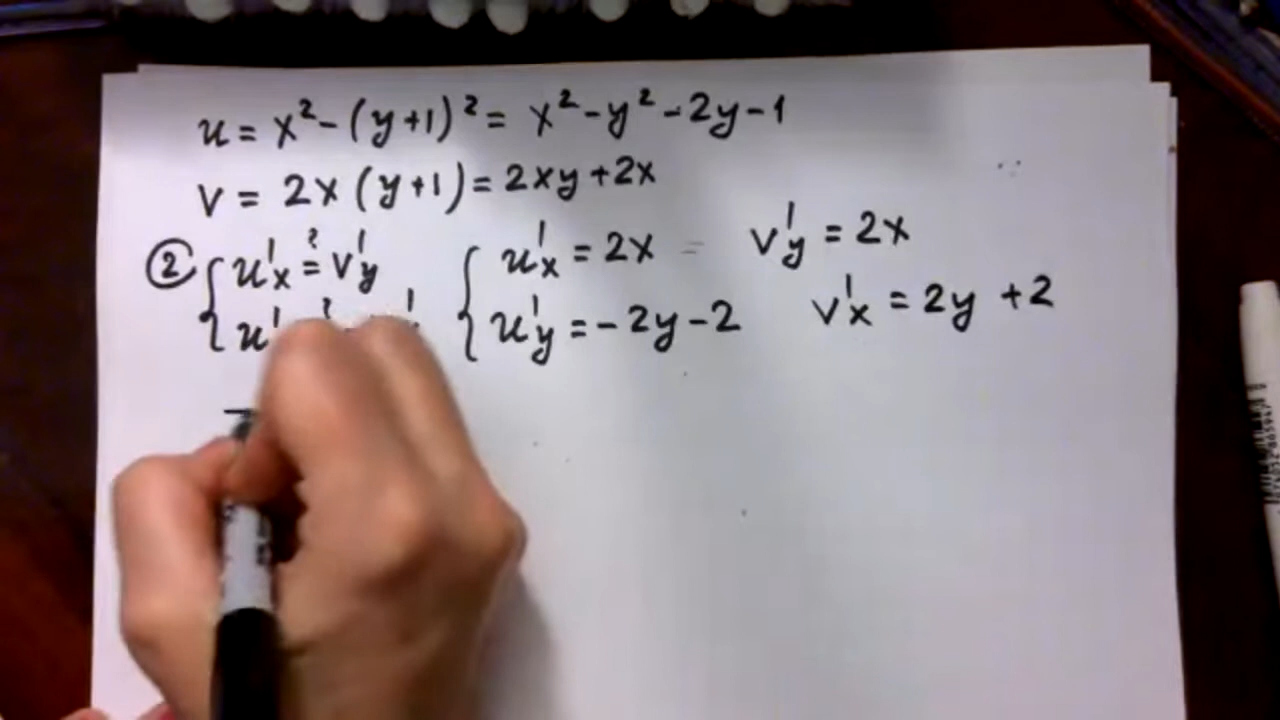 u = x² - (y+1)² = x² - y² - 2y - 1
v = 2x (y+1) = 2xy + 2x
② { u'x ≟ v'y { u'x = 2x = v'y = 2x
u' ? ' u'y = -2y - 2 v'x = 2y + 2